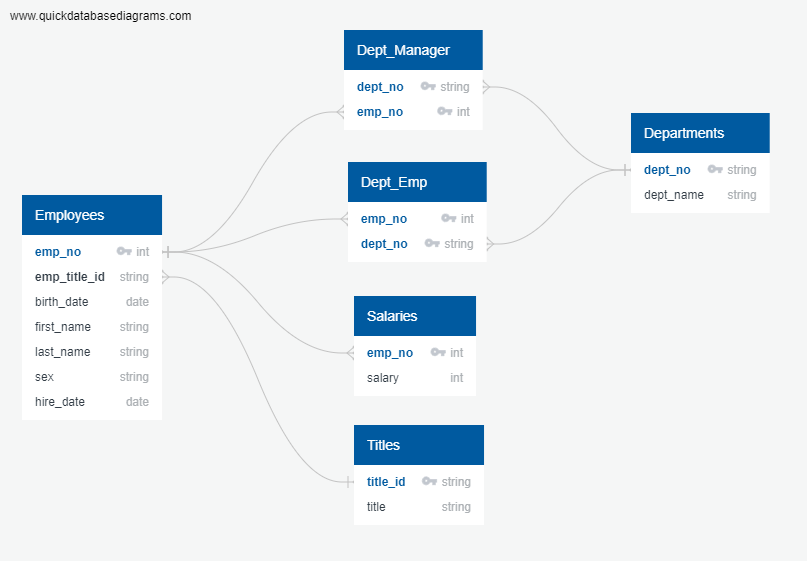 www.quickdatabasediagrams.com
Dept_Manager
dept_no string
emp_no int
Departments
dept_no string
dept_name string
Dept_Emp
emp_no int
dept_no string
Employees
emp_no int
emp_title_id string
birth_date date
first_name string
last_name string
sex string
hire_date date
Salaries
emp_no int
salary int
Titles
title_id string
title string